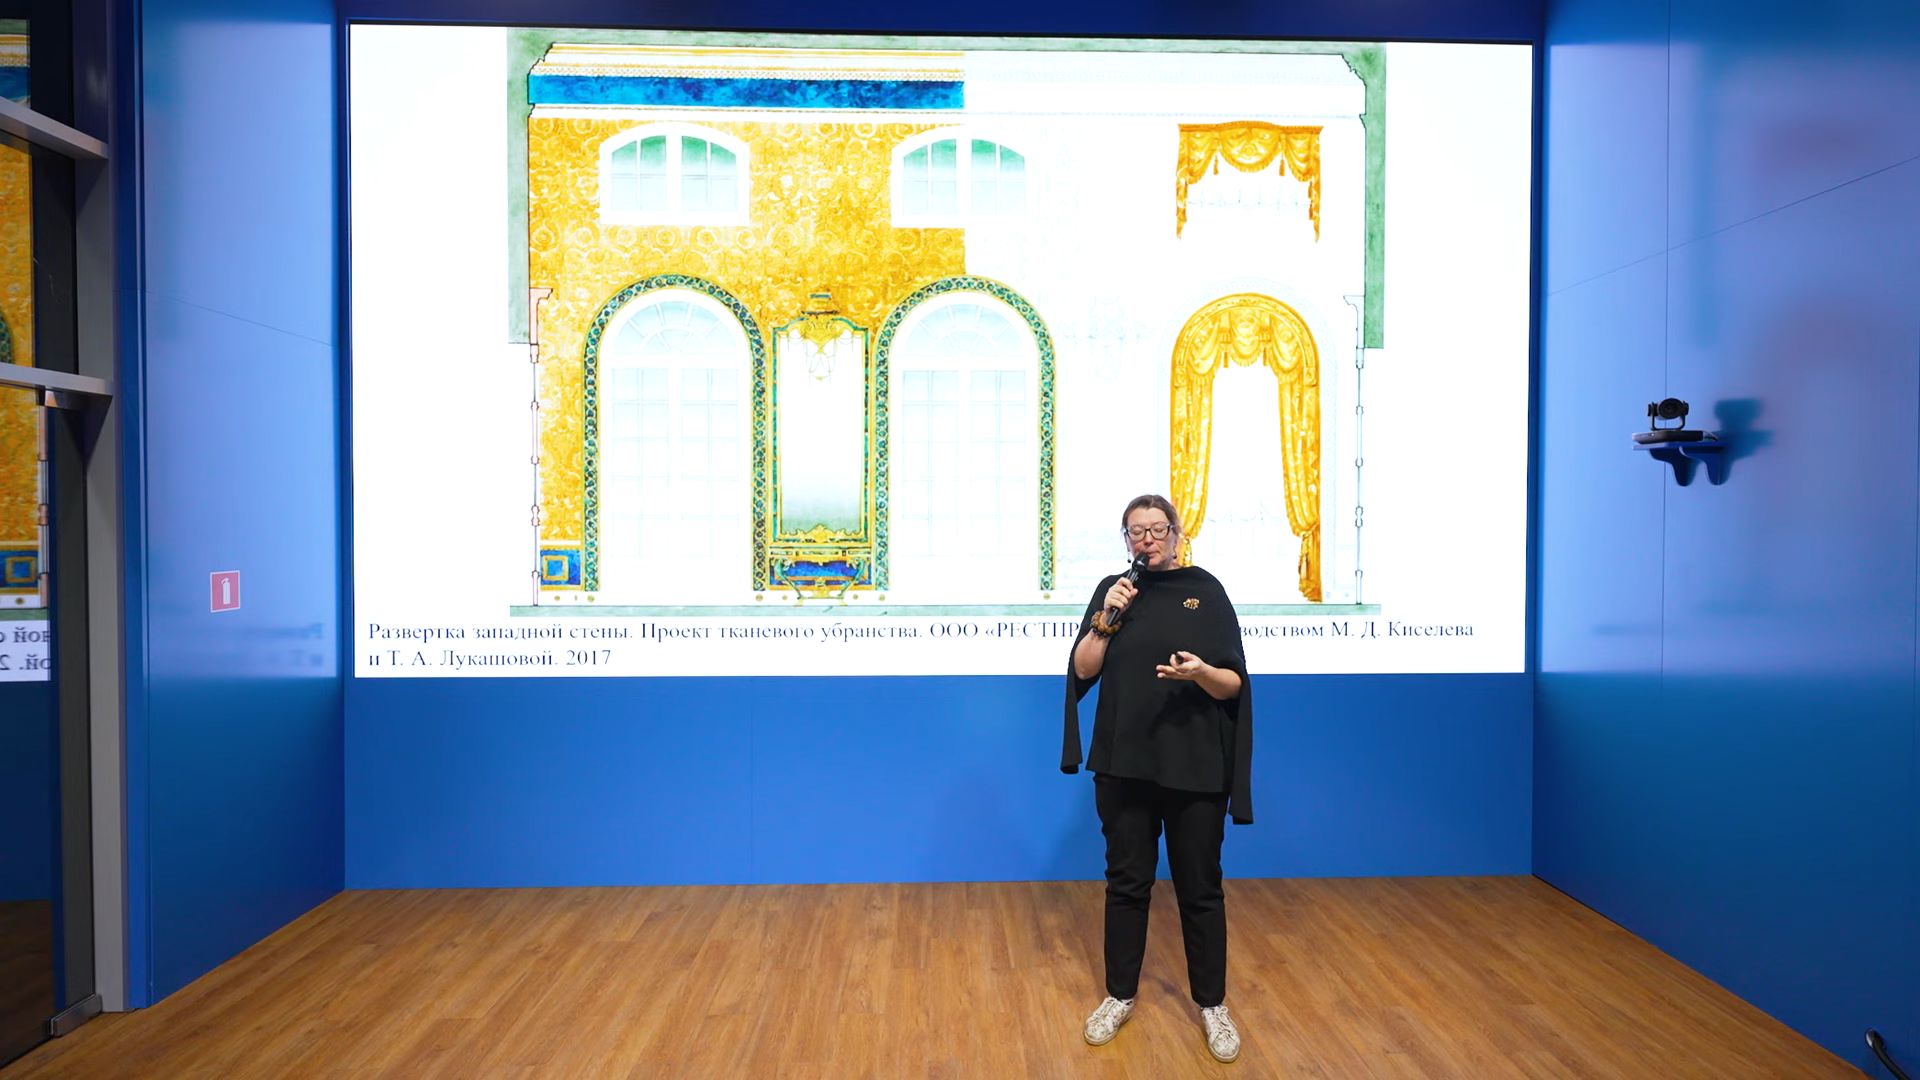 Развертка западной стены. Проект тканевого убранства. ООО «РЕСТПР водством М. Д. Киселева
и Т. А. Лукашовой. 2017